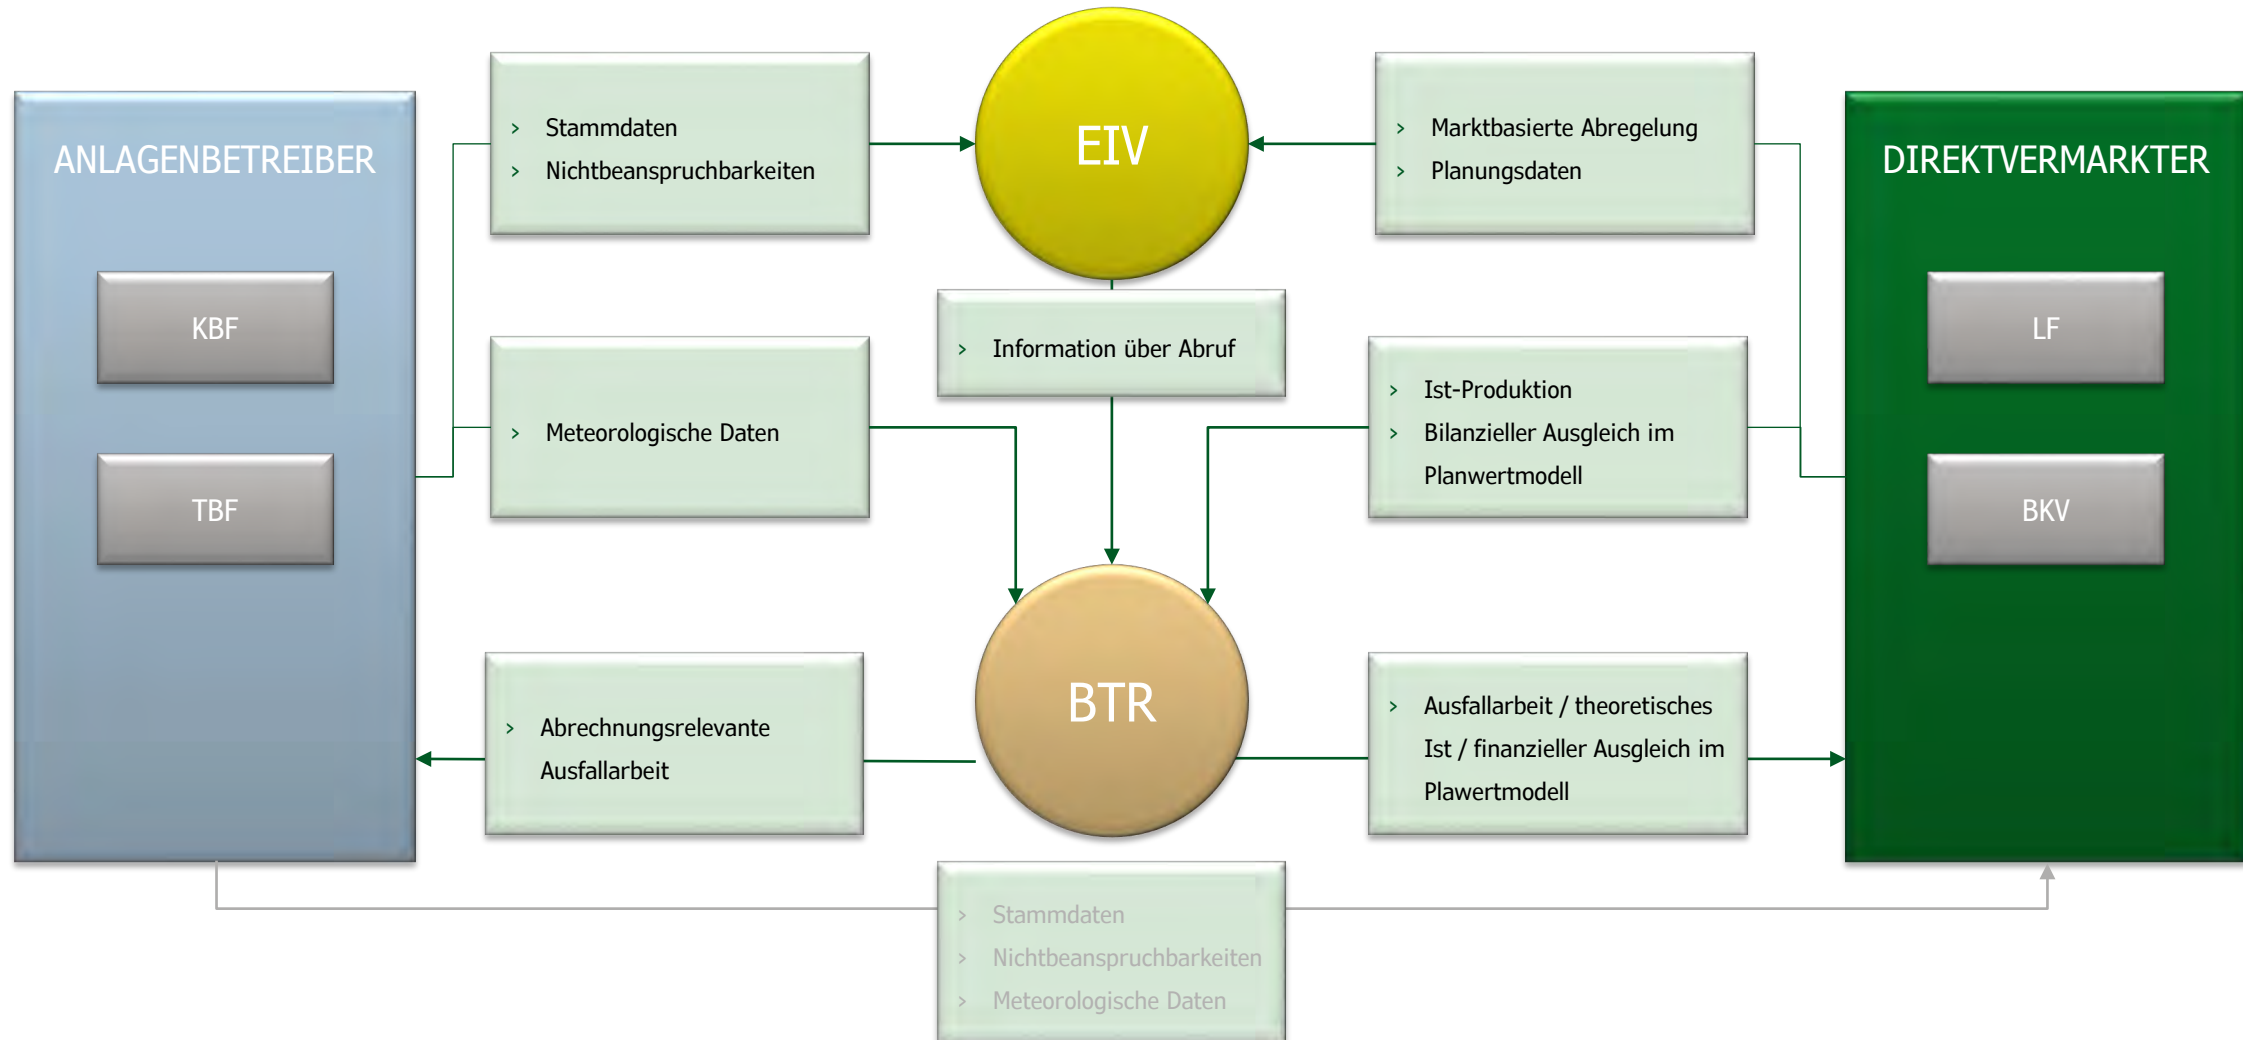 ANLAGENBETREIBER
KBF
TBF
> Stammdaten
> Nichtbeanspruchbarkeiten
> Meteorologische Daten
> Abrechnungsrelevante
Ausfallarbeit
EIV
> Information über Abruf
BTR
> Marktbasierte Abregelung
> Planungsdaten
> Ist-Produktion
> Bilanzieller Ausgleich im
Planwertmodell
> Ausfallarbeit / theoretisches
Ist / finanzieller Ausgleich im
Plawertmodell
DIREKTVERMARKTER
LF
BKV
> Stammdaten
> Nichtbeanspruchbarkeiten
> Meteorologische Daten